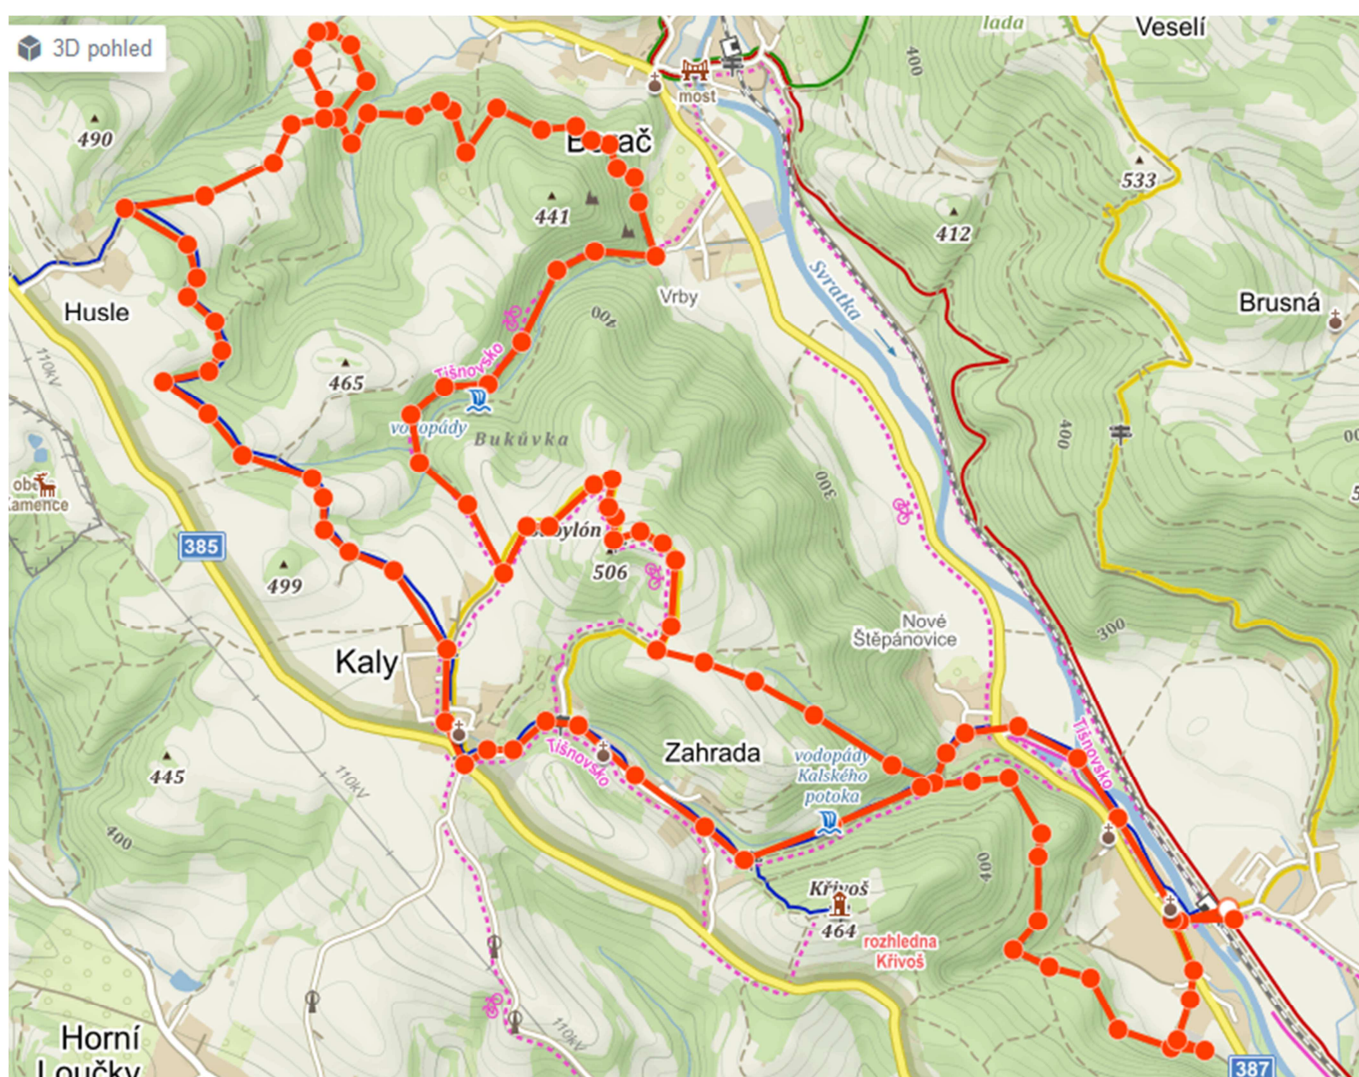 3D pohled
lada
Veselí
400
most
490
533
441
412
Svratka
Vrby
Brusná
Husle
400
110kV
465
Tišnovsko
vodopády
Bukůvka
400
300
385
506
499
Nové
Štěpánovice
300
Kaly
Zahrada
Tišnovsko
Tišnovsko
vodopády
Kalského
potoka
445
110kV
400
400
Křivoš
464
rozhledna
Křivoš
Horní
Loučky
110kV
387